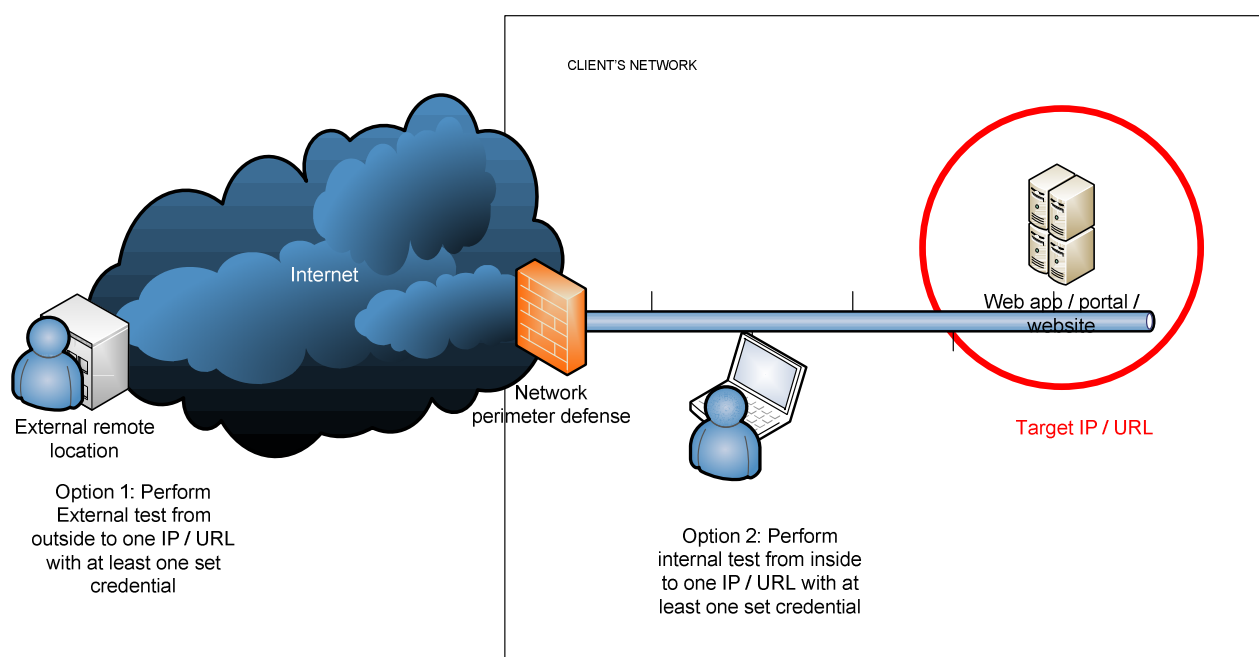 CLIENT'S NETWORK
Internet
Web app / portal /
website
Network
perimeter defense
External remote
location
Target IP / URL
Option 1: Perform
External test from
outside to one IP / URL
with at least one set
credential
Option 2: Perform
internal test from inside
to one IP / URL with at
least one set credential